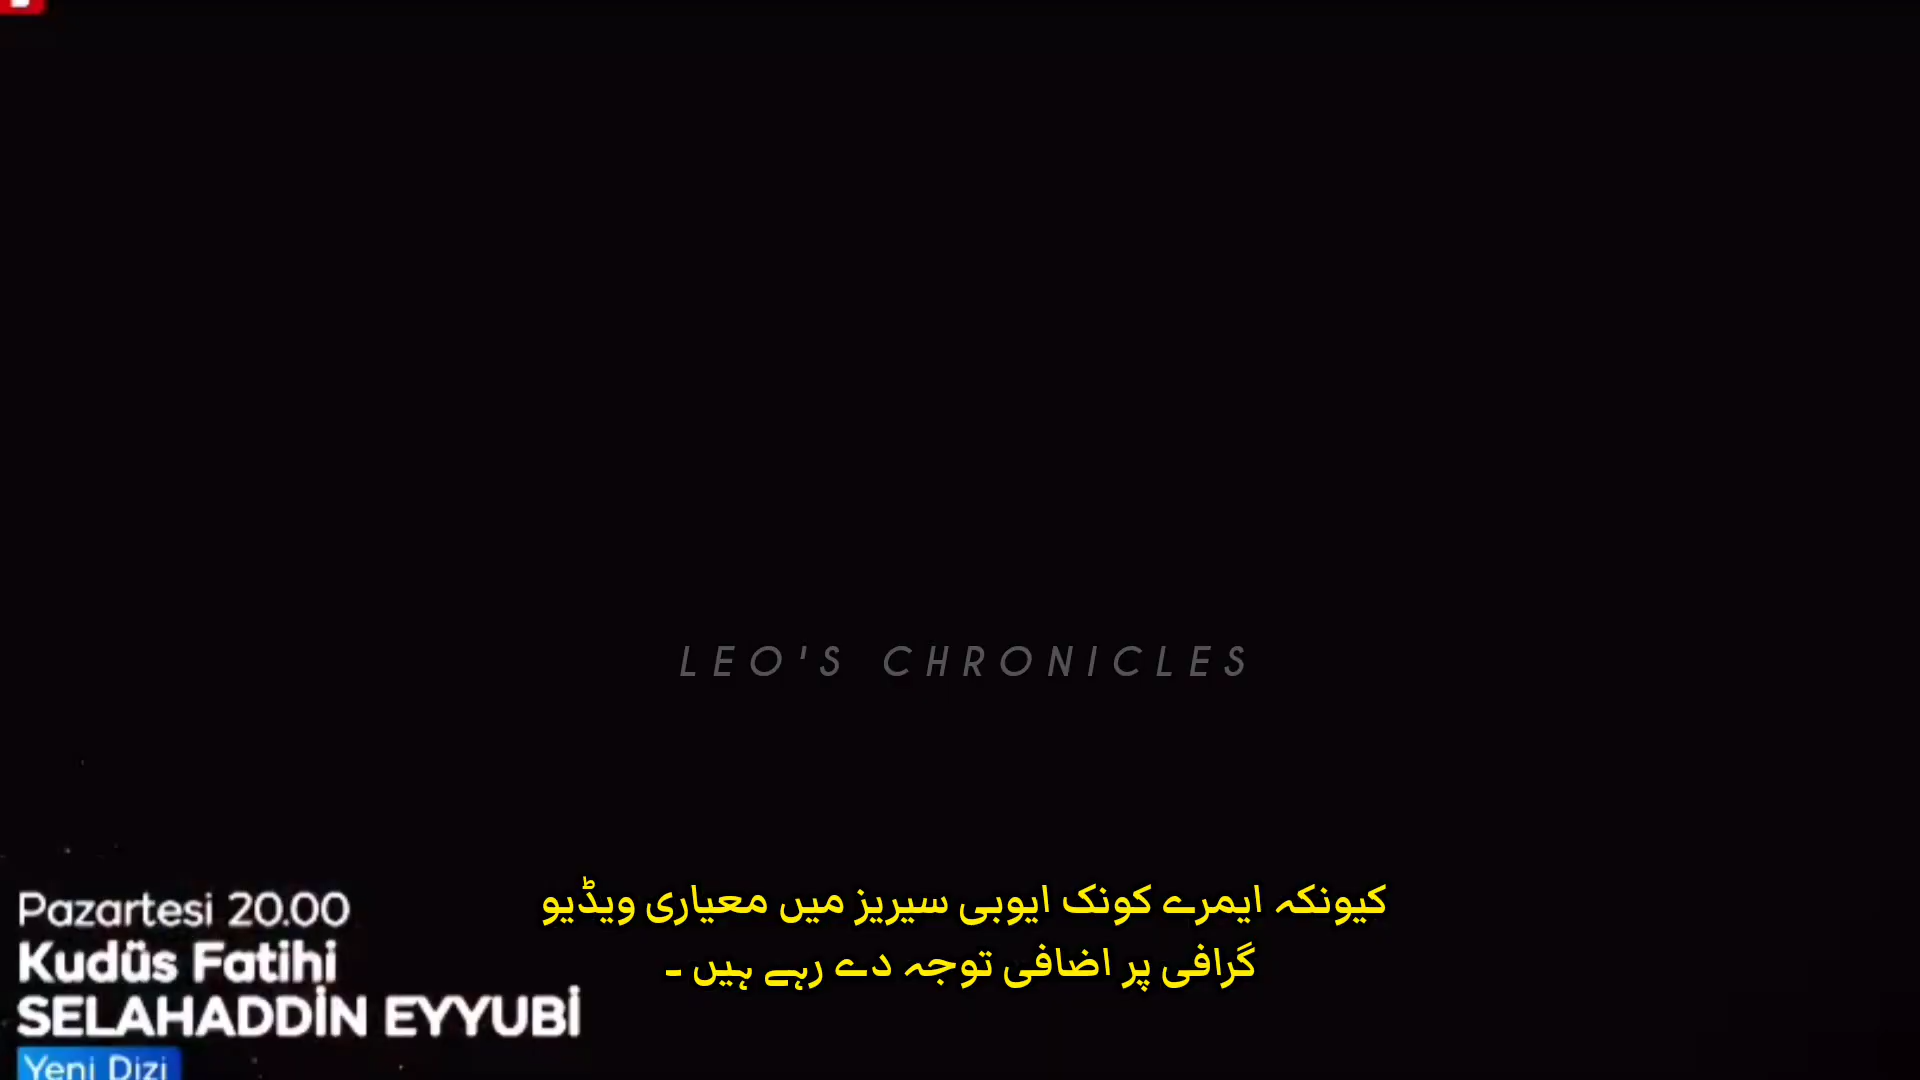 LEO'S CHRONICLES
کیونکہ ایمرے کونک ایوبی سیریز میں معیاری ویڈیو
گرافی پر اضافی توجہ دے رہے ہیں ۔
Pazartesi 20.00
Kudüs Fatihi
SELAHADDİN EYYUBİ
Yeni Dizi